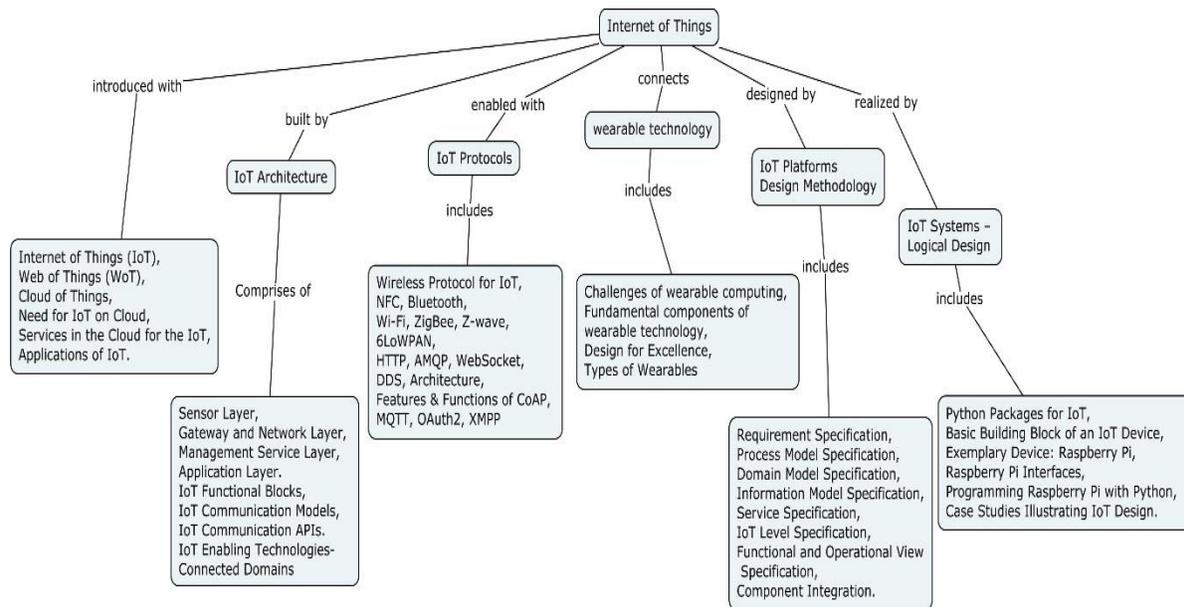 Internet of Things
introduced with
built by
enabled with
connects
designed by
realized by
Internet of Things (IoT),
Web of Things (WoT),
Cloud of Things,
Need for IoT on Cloud,
Services in the Cloud for the IoT,
Applications of IoT.
IoT Architecture
Comprises of
Sensor Layer,
Gateway and Network Layer,
Management Service Layer,
Application Layer.
IoT Functional Blocks,
IoT Communication Models,
IoT Communication APIs.
IoT Enabling Technologies-
Connected Domains
IoT Protocols
includes
Wireless Protocol for IoT,
NFC, Bluetooth,
Wi-Fi, ZigBee, Z-wave,
6LoWPAN,
HTTP, AMQP, WebSocket,
DDS, Architecture,
Features & Functions of CoAP,
MQTT, OAuth2, XMPP
wearable technology
includes
Challenges of wearable computing,
Fundamental components of
wearable technology,
Design for Excellence,
Types of Wearables
IoT Platforms
Design Methodology
includes
Requirement Specification,
Process Model Specification,
Domain Model Specification,
Information Model Specification,
Service Specification,
IoT Level Specification,
Functional and Operational View
Specification,
Component Integration.
IoT Systems –
Logical Design
includes
Python Packages for IoT,
Basic Building Block of an IoT Device,
Exemplary Device: Raspberry Pi,
Raspberry Pi Interfaces,
Programming Raspberry Pi with Python,
Case Studies Illustrating IoT Design.